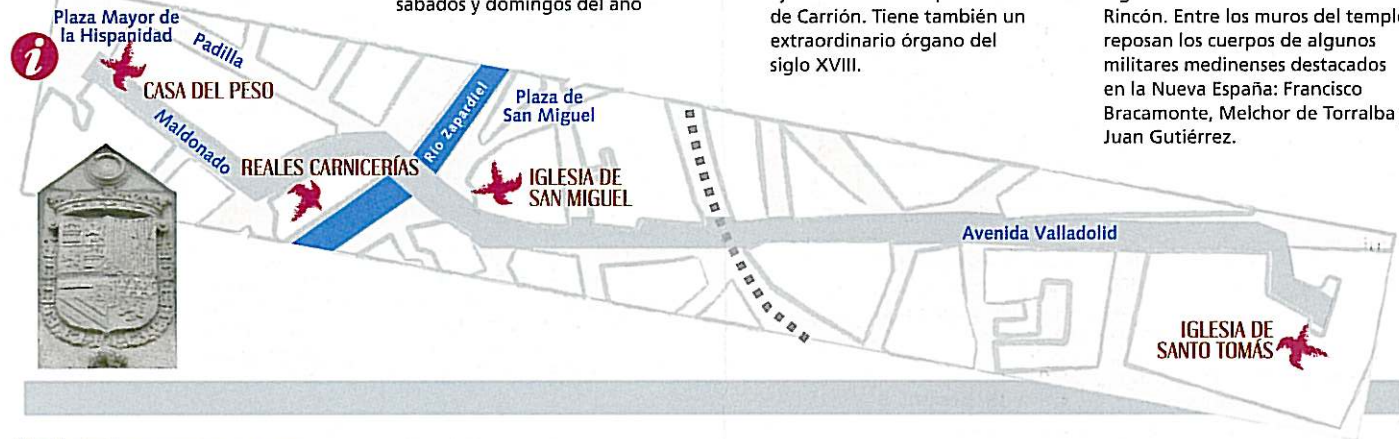 sábados y domingos del año
de Carrión. Tiene también un
extraordinario órgano del
siglo XVIII.
Rincón. Entre los muros del templo
reposan los cuerpos de algunos
militares medinenses destacados
en la Nueva España: Francisco
Bracamonte, Melchor de Torralba
Juan Gutiérrez.
Plaza Mayor de
la Hispanidad
i
Padilla
CASA DEL PESO
Maldonado
REALES CARNICERÍAS
Río Zapardiel
Plaza de
San Miguel
IGLESIA DE
SAN MIGUEL
Avenida Valladolid
IGLESIA DE
SANTO TOMÁS